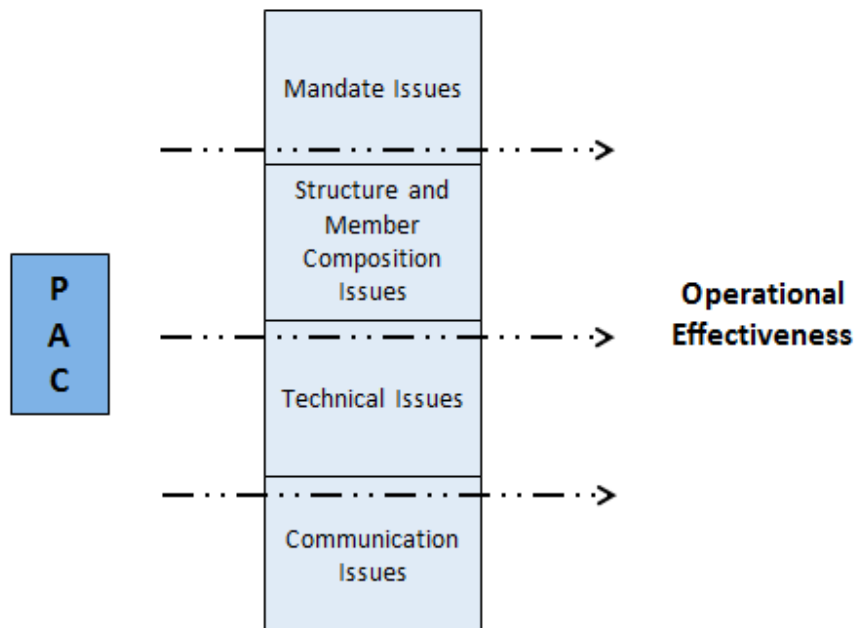 Mandate Issues
Structure and
Member
Composition
Issues
P
A
C
Operational
Effectiveness
Technical Issues
Communication
Issues